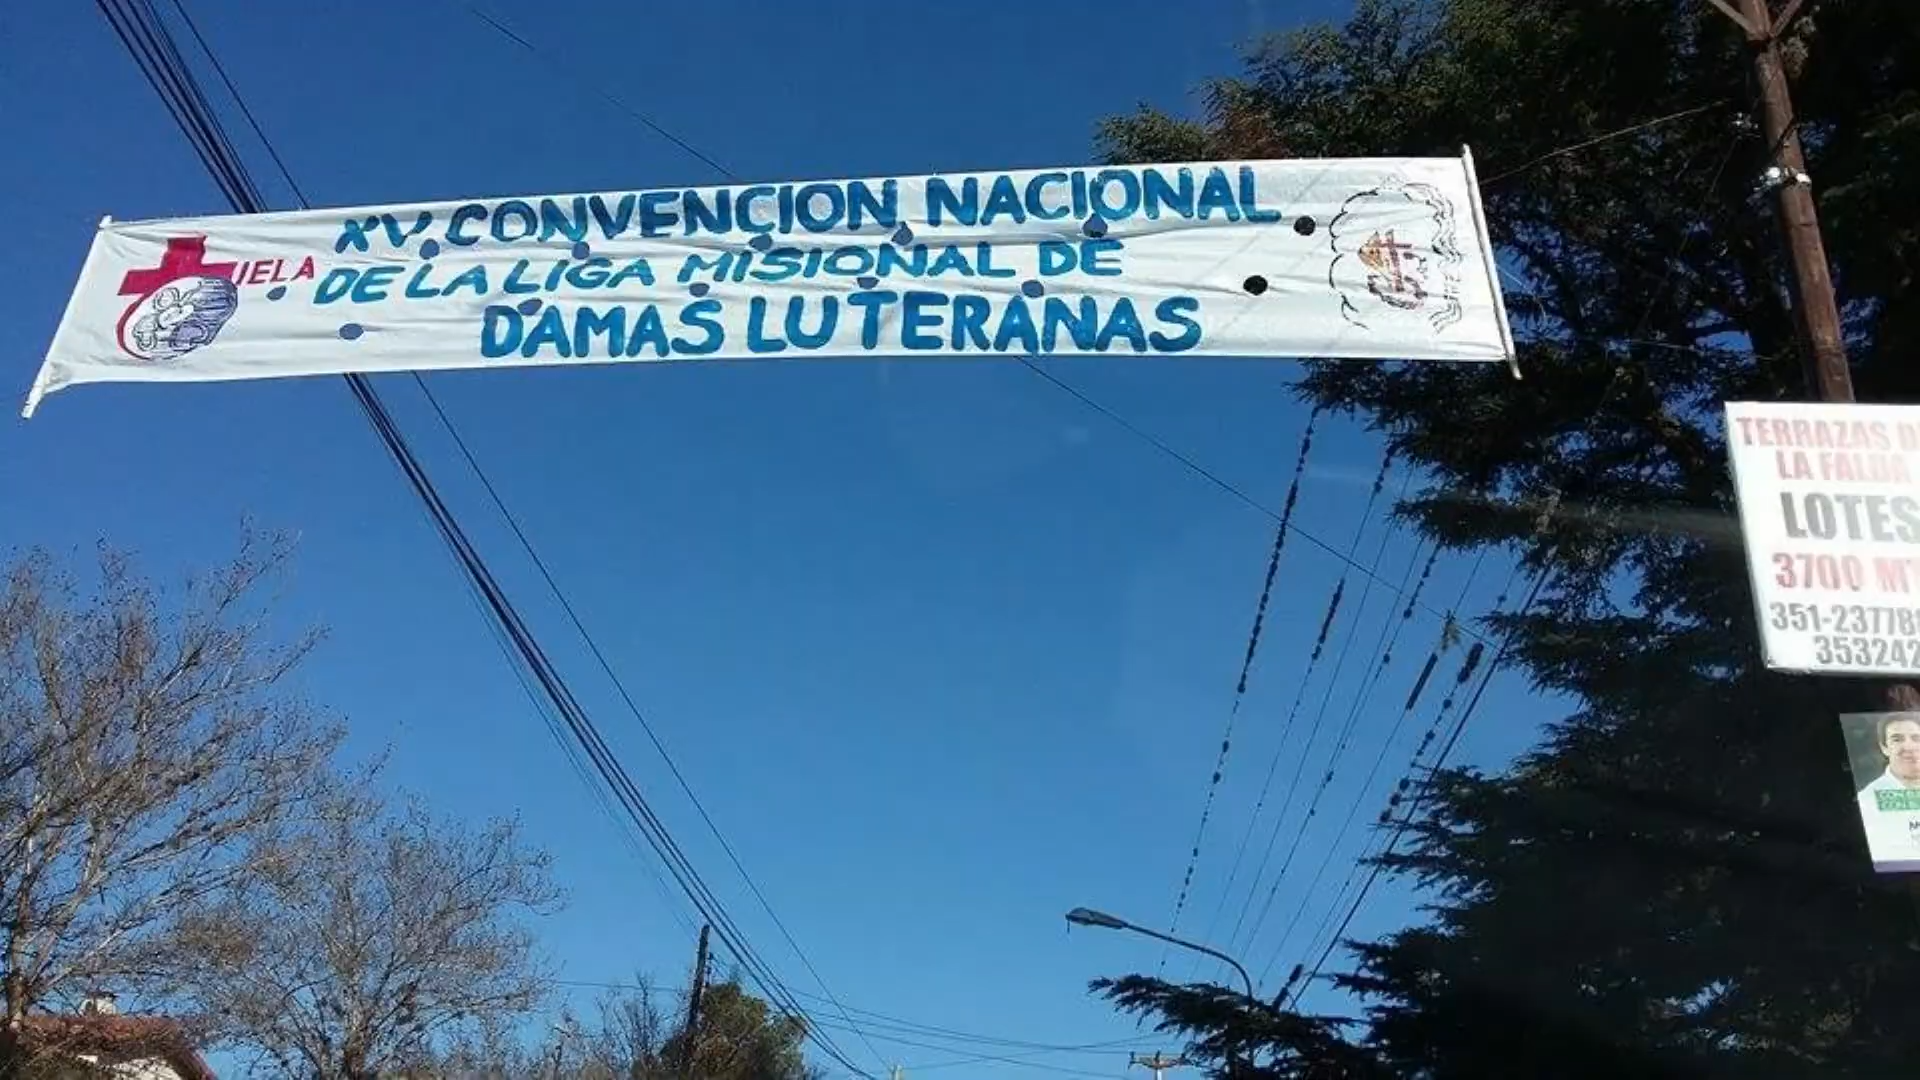 IELA
XV. CONVENCION NACIONAL
DE LA LIGA MISIONAL DE
DAMAS LUTERANAS
TERRAZAS D
LA FALDA
LOTES
3700 M
351-23778
353242